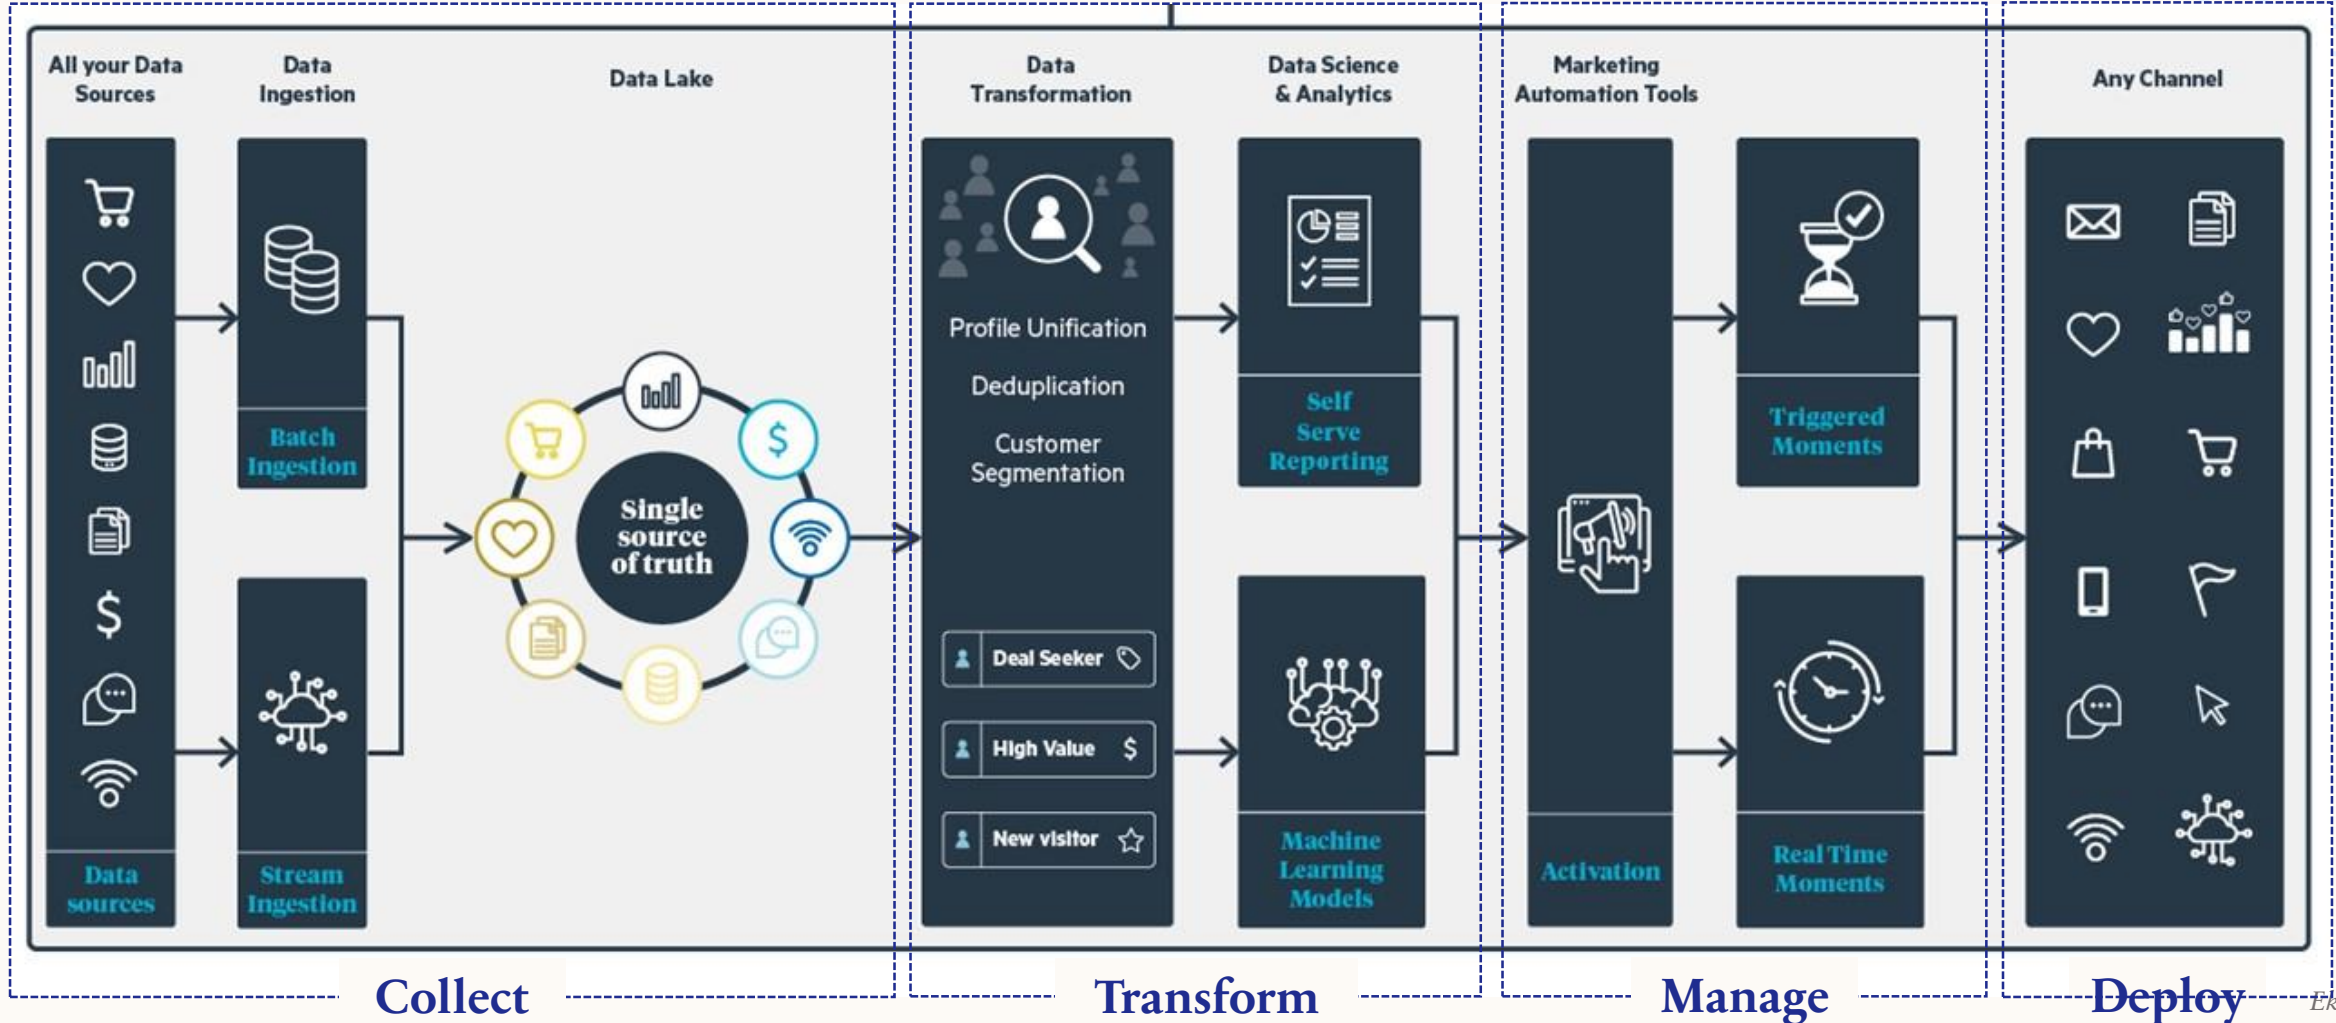 All your Data
Sources
Data
Ingestion
Data Lake
Data
Transformation
Data Science
& Analytics
Marketing
Automation Tools
Any Channel
Batch
Ingestion
Data
sources
Stream
Ingestion
Single
source
of truth
Profile Unification
Deduplication
Customer
Segmentation
Deal Seeker
High Value
New visitor
Self
Serve
Reporting
Machine
Learning
Models
Activation
Triggered
Moments
Real Time
Moments
Collect
Transform
Manage
Deploy